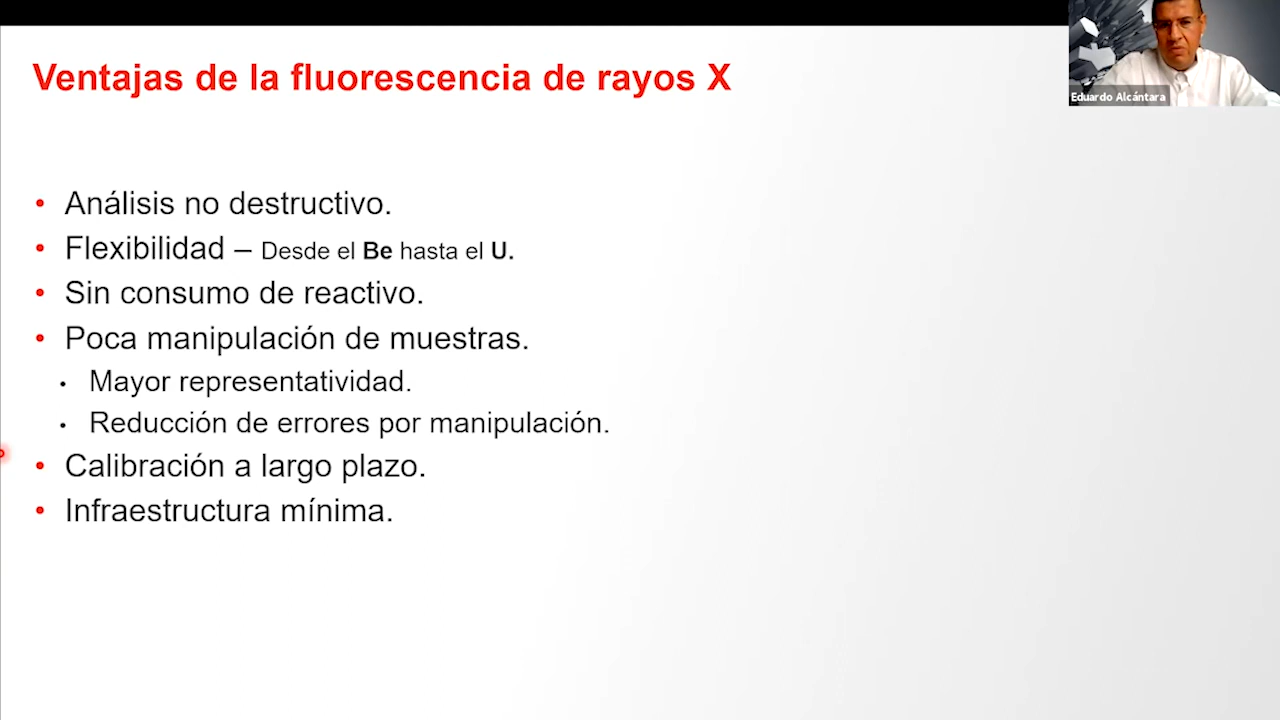 Ventajas de la fluorescencia de rayos X
Eduardo Alcántara
• Análisis no destructivo.
• Flexibilidad – Desde el Be hasta el U.
• Sin consumo de reactivo.
• Poca manipulación de muestras.
• Mayor representatividad.
• Reducción de errores por manipulación.
• Calibración a largo plazo.
• Infraestructura mínima.